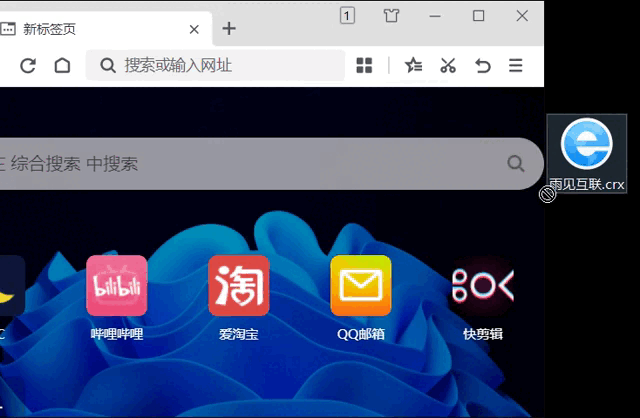 新标签页
1
搜索或输入网址
综合搜索 中搜索
雨见互联.crx
bilibili
淘
C
哔哩哔哩
爱淘宝
QQ邮箱
快剪辑